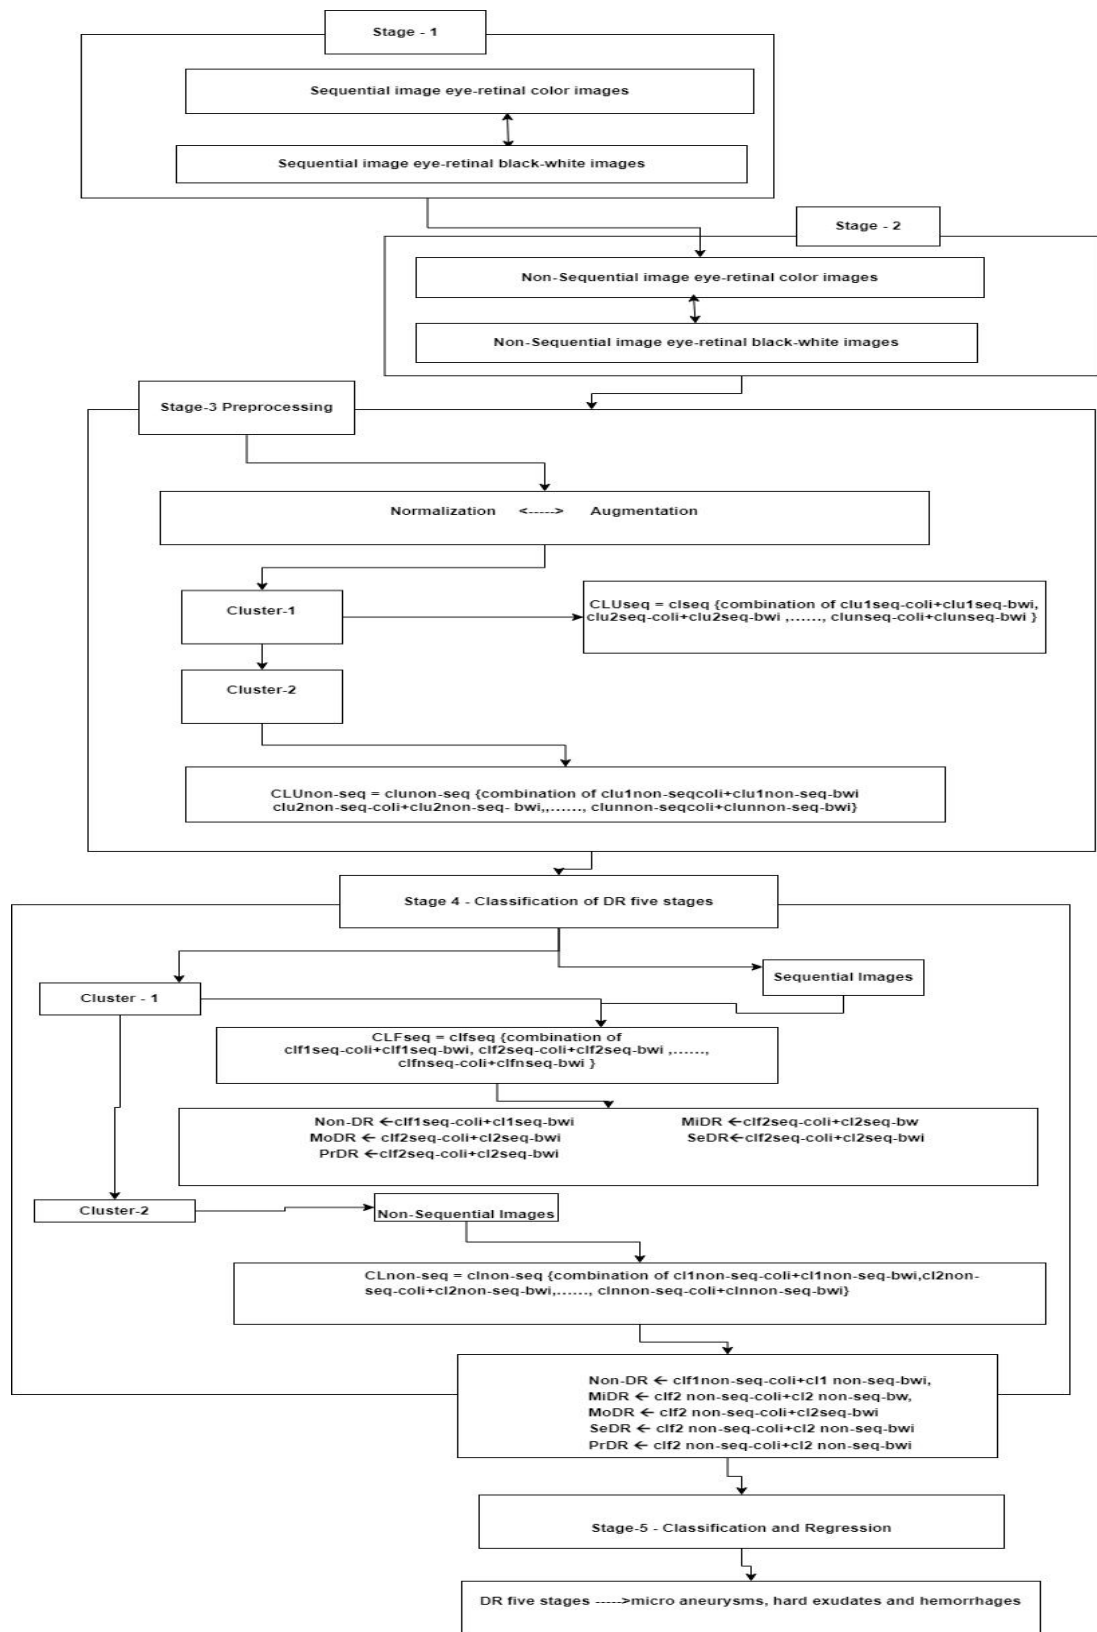 Stage - 1
Sequential image eye-retinal color images
Sequential image eye-retinal black-white images
Stage - 2
Non-Sequential image eye-retinal color images
Non-Sequential image eye-retinal black-white images
Stage-3 Preprocessing
Normalization <-----> Augmentation
Cluster-1
CLUseq = clseq {combination of clu1seq-coli+clu1seq-bwi,
clu2seq-coli+clu2seq-bwi ,……, clunseq-coli+clunseq-bwi }
Cluster-2
CLUnon-seq = clunon-seq {combination of clu1non-seqcoli+clu1non-seq-bwi
clu2non-seq-coli+clu2non-seq- bwi,,……, clunnon-seqcoli+clunnon-seq-bwi}
Stage 4 - Classification of DR five stages
Sequential Images
Cluster - 1
CLFseq = clfseq {combination of
clf1seq-coli+clf1seq-bwi, clf2seq-coli+clf2seq-bwi ,……,
clfnseq-coli+clfnseq-bwi }
Non-DR ←clf1seq-coli+cl1seq-bwi MiDR ←clf2seq-coli+cl2seq-bw
MoDR ← clf2seq-coli+cl2seq-bwi SeDR←clf2seq-coli+cl2seq-bwi
PrDR ←clf2seq-coli+cl2seq-bwi
Cluster-2
Non-Sequential Images
CLnon-seq = clnon-seq {combination of cl1non-seq-coli+cl1non-seq-bwi,cl2non-
seq-coli+cl2non-seq-bwi,……, clnnon-seq-coli+clnnon-seq-bwi}
Non-DR ← clf1non-seq-coli+cl1 non-seq-bwi,
MiDR ← clf2 non-seq-coli+cl2 non-seq-bw,
MoDR ← clf2 non-seq-coli+cl2seq-bwi
SeDR ← clf2 non-seq-coli+cl2 non-seq-bwi
PrDR ← clf2 non-seq-coli+cl2 non-seq-bwi
Stage-5 - Classification and Regression
DR five stages ----->micro aneurysms, hard exudates and hemorrhages